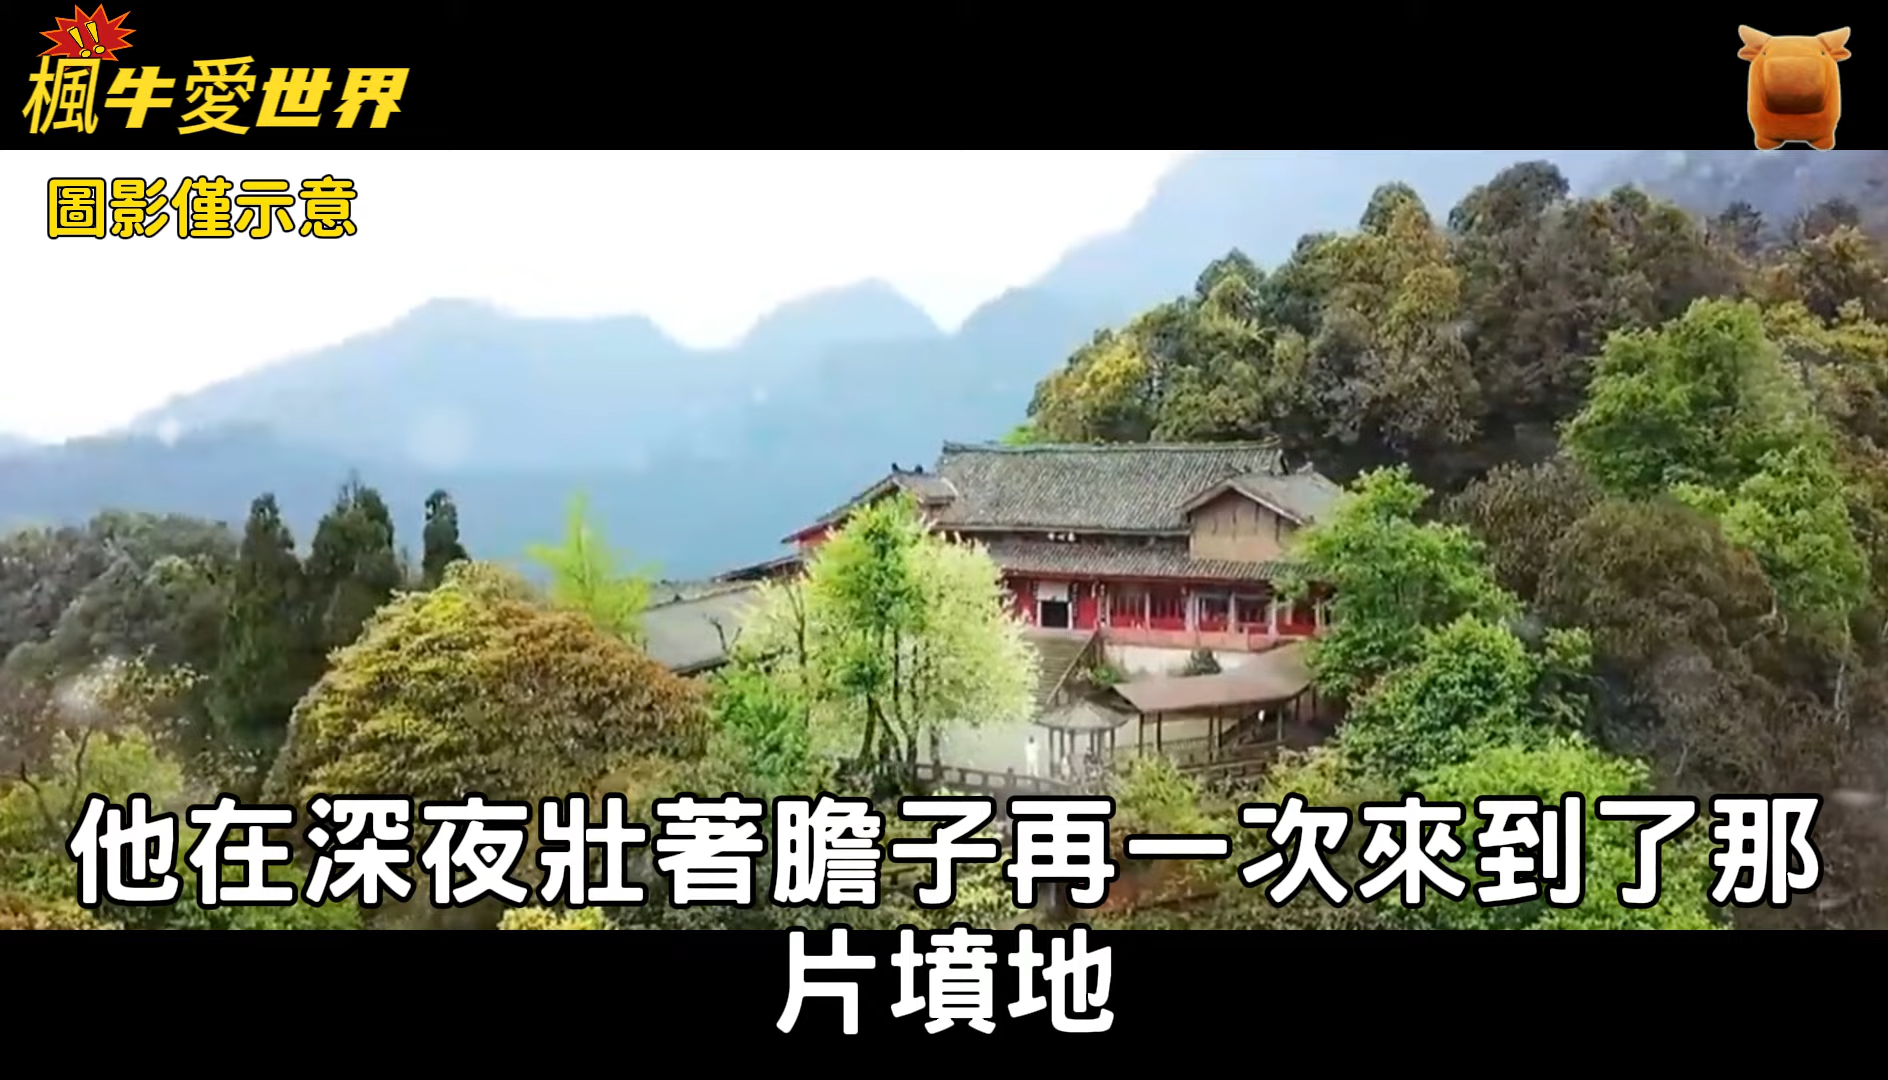 !!
楓牛愛世界
圖影僅示意
他在深夜壯著膽子再一次來到了那
片墳地